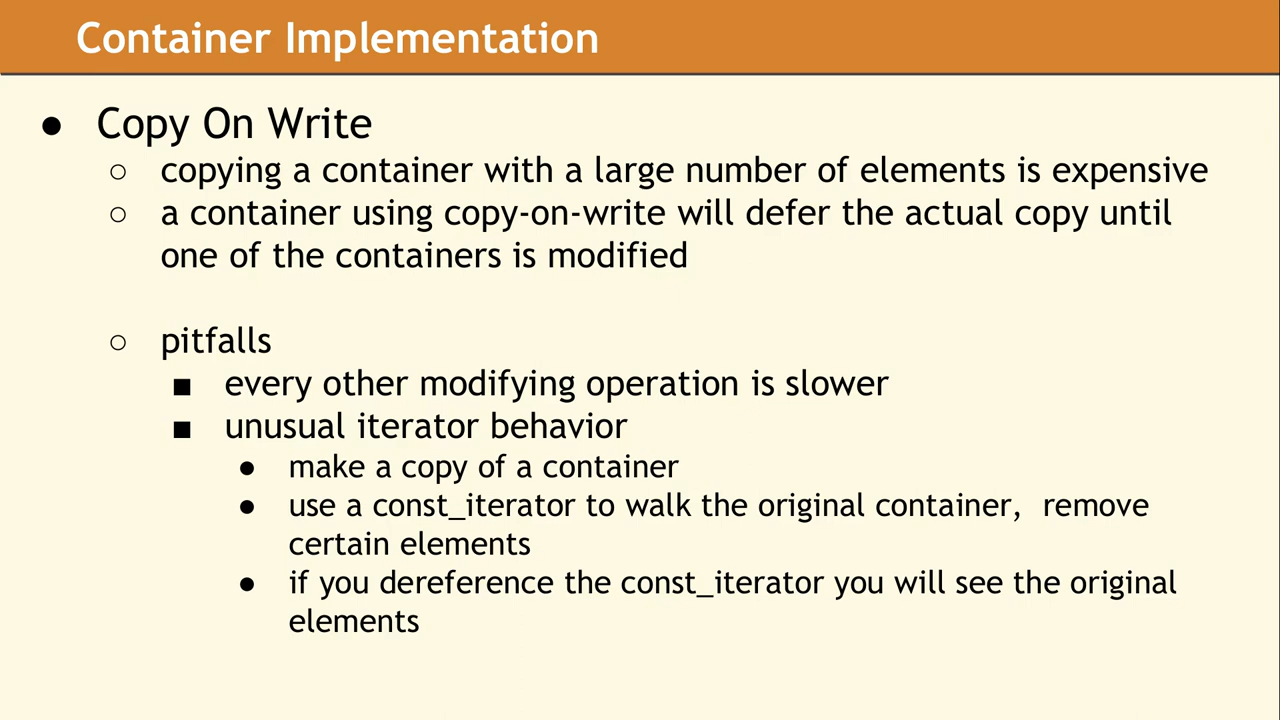 Container Implementation
● Copy On Write
○ copying a container with a large number of elements is expensive
○ a container using copy-on-write will defer the actual copy until
one of the containers is modified
○ pitfalls
■ every other modifying operation is slower
■ unusual iterator behavior
● make a copy of a container
● use a const_iterator to walk the original container,  remove
certain elements
● if you dereference the const_iterator you will see the original
elements